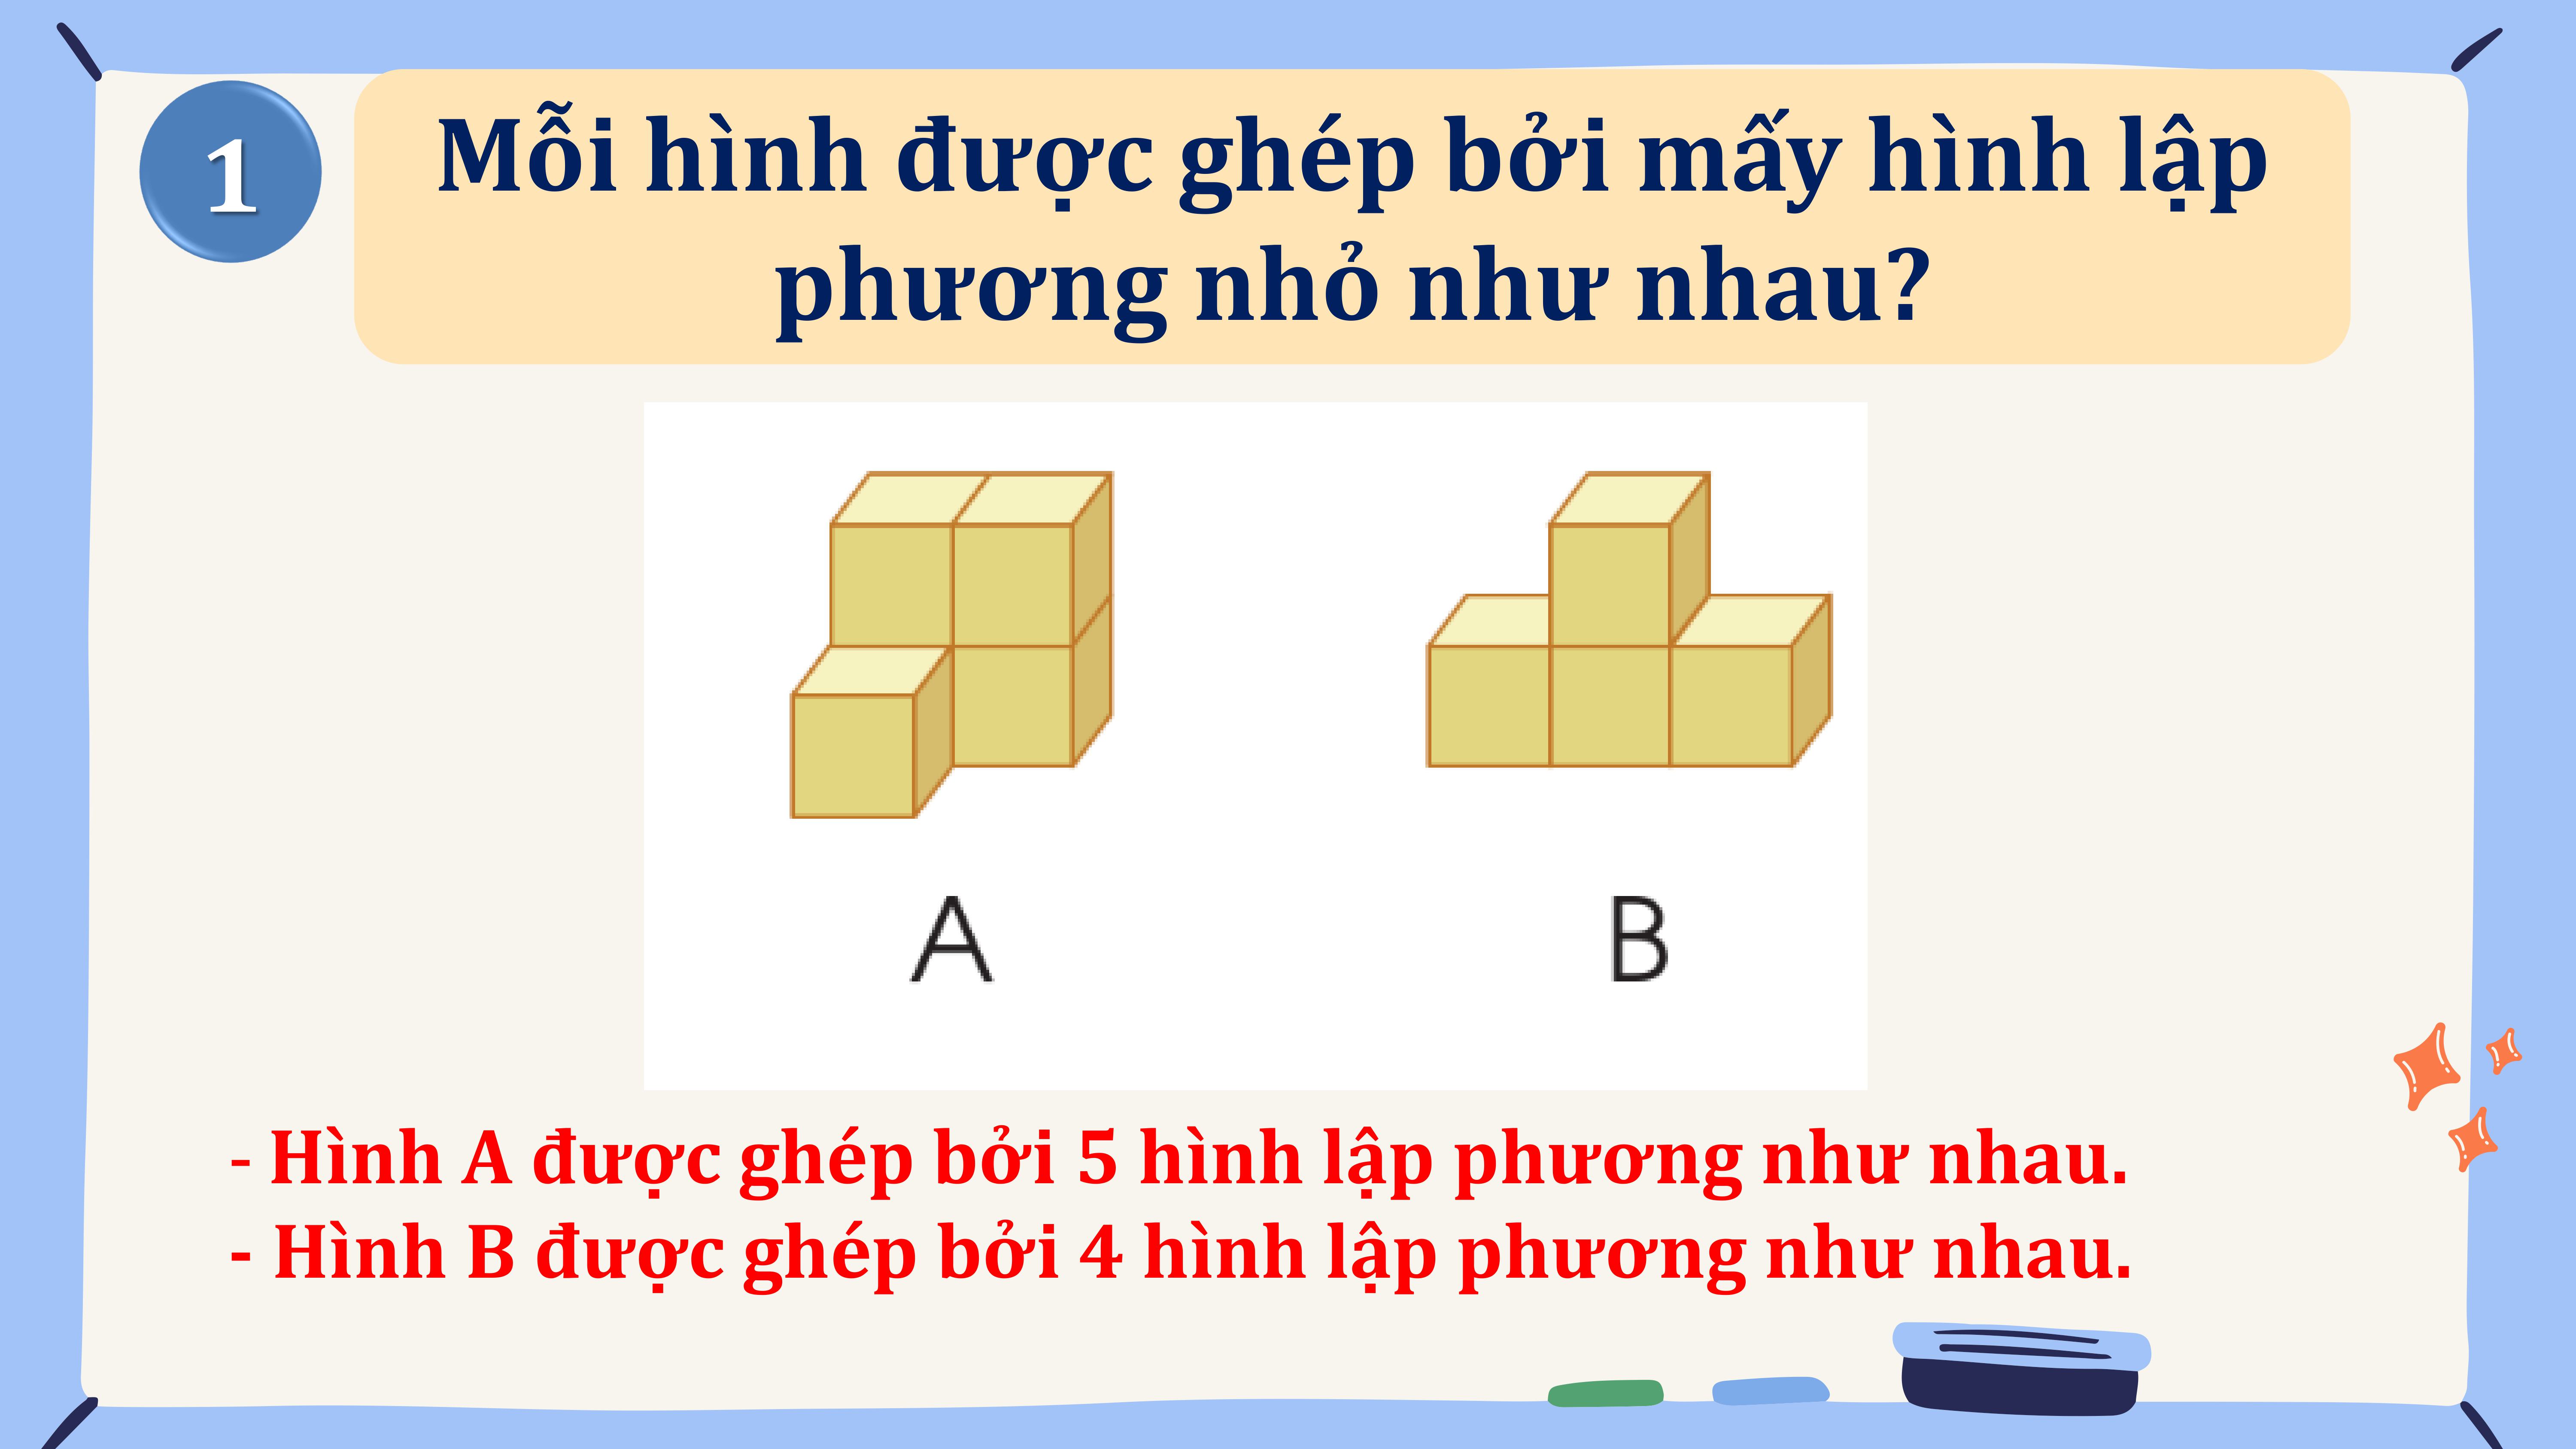 1
Mỗi hình được ghép bởi mấy hình lập
phương nhỏ như nhau?
A
B
- Hình A được ghép bởi 5 hình lập phương như nhau.
- Hình B được ghép bởi 4 hình lập phương như nhau.